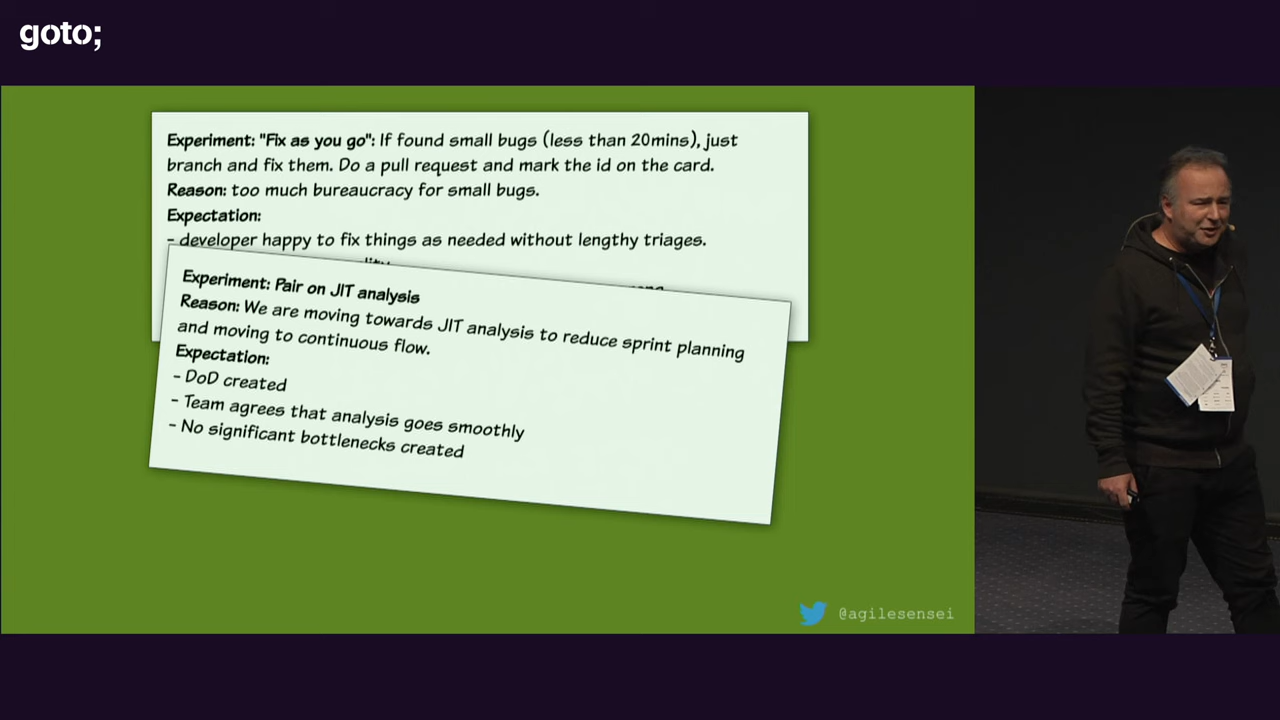 goto;
Experiment: "Fix as you go": If found small bugs (less than 20mins), just
branch and fix them. Do a pull request and mark the id on the card.
Reason: too much bureaucracy for small bugs.
Expectation:
- developer happy to fix things as needed without lengthy triages.
Experiment: Pair on JIT analysis
Reason: We are moving towards JIT analysis to reduce sprint planning
and moving to continuous flow.
Expectation:
- DoD created
- Team agrees that analysis goes smoothly
- No significant bottlenecks created
@agilesensei